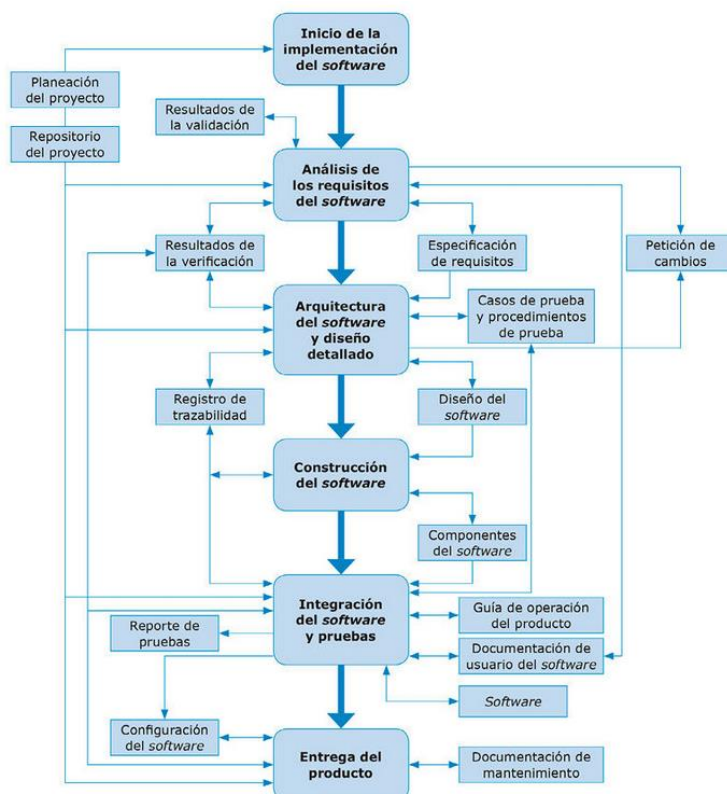 Inicio de la
implementación
del software
Planeación
del proyecto
Repositorio
del proyecto
Resultados de
la validación
Análisis de
los requisitos
del software
Resultados de
la verificación
Especificación
de requisitos
Petición de
cambios
Arquitectura
del software
y diseño
detallado
Casos de prueba
y procedimientos
de prueba
Registro de
trazabilidad
Diseño del
software
Construcción
del software
Componentes
del software
Integración
del software
y pruebas
Guía de operación
del producto
Reporte de
pruebas
Documentación de
usuario del software
Software
Configuración
del software
Entrega del
producto
Documentación de
mantenimiento